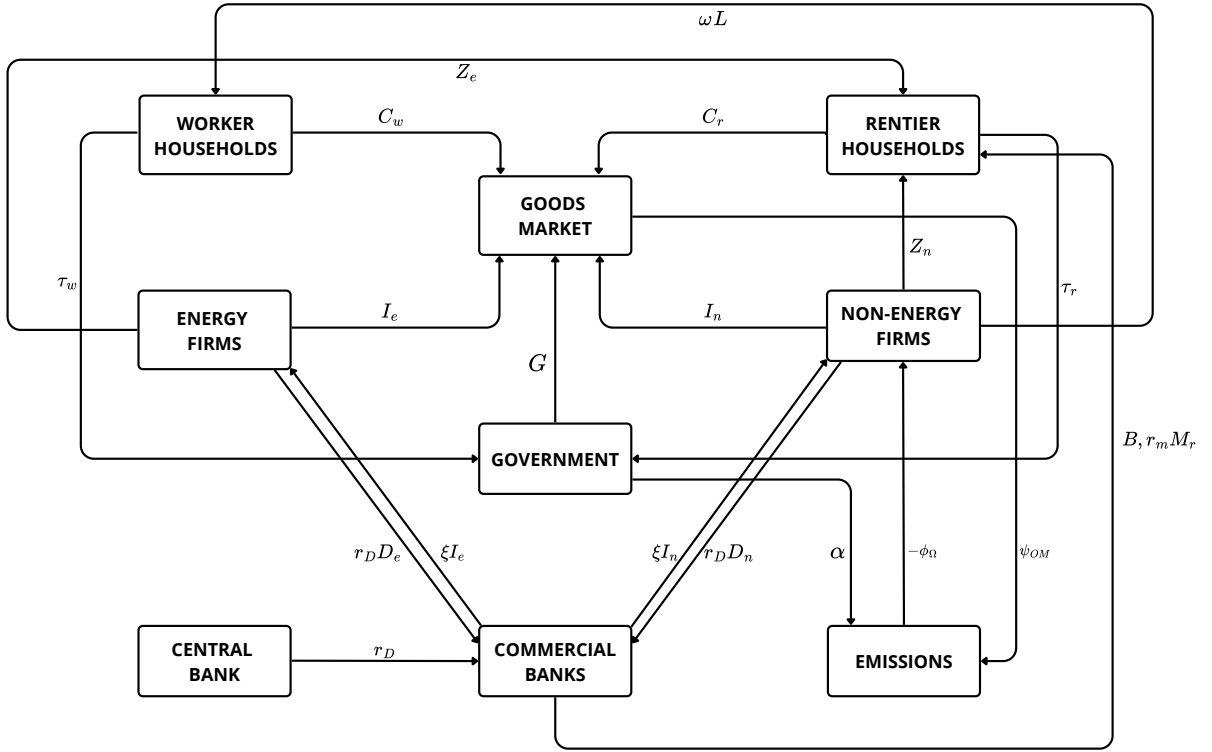 ωL
Z_e
WORKER
HOUSEHOLDS
C_w
C_r
RENTIER
HOUSEHOLDS
GOODS
MARKET
Z_n
τ_w
τ_r
ENERGY
FIRMS
I_e
I_n
NON-ENERGY
FIRMS
G
B, r_m M_r
GOVERNMENT
r_D D_e
ξI_e
ξI_n
r_D D_n
α
−ϕ_Ω
ψ_OM
CENTRAL
BANK
r_D
COMMERCIAL
BANKS
EMISSIONS